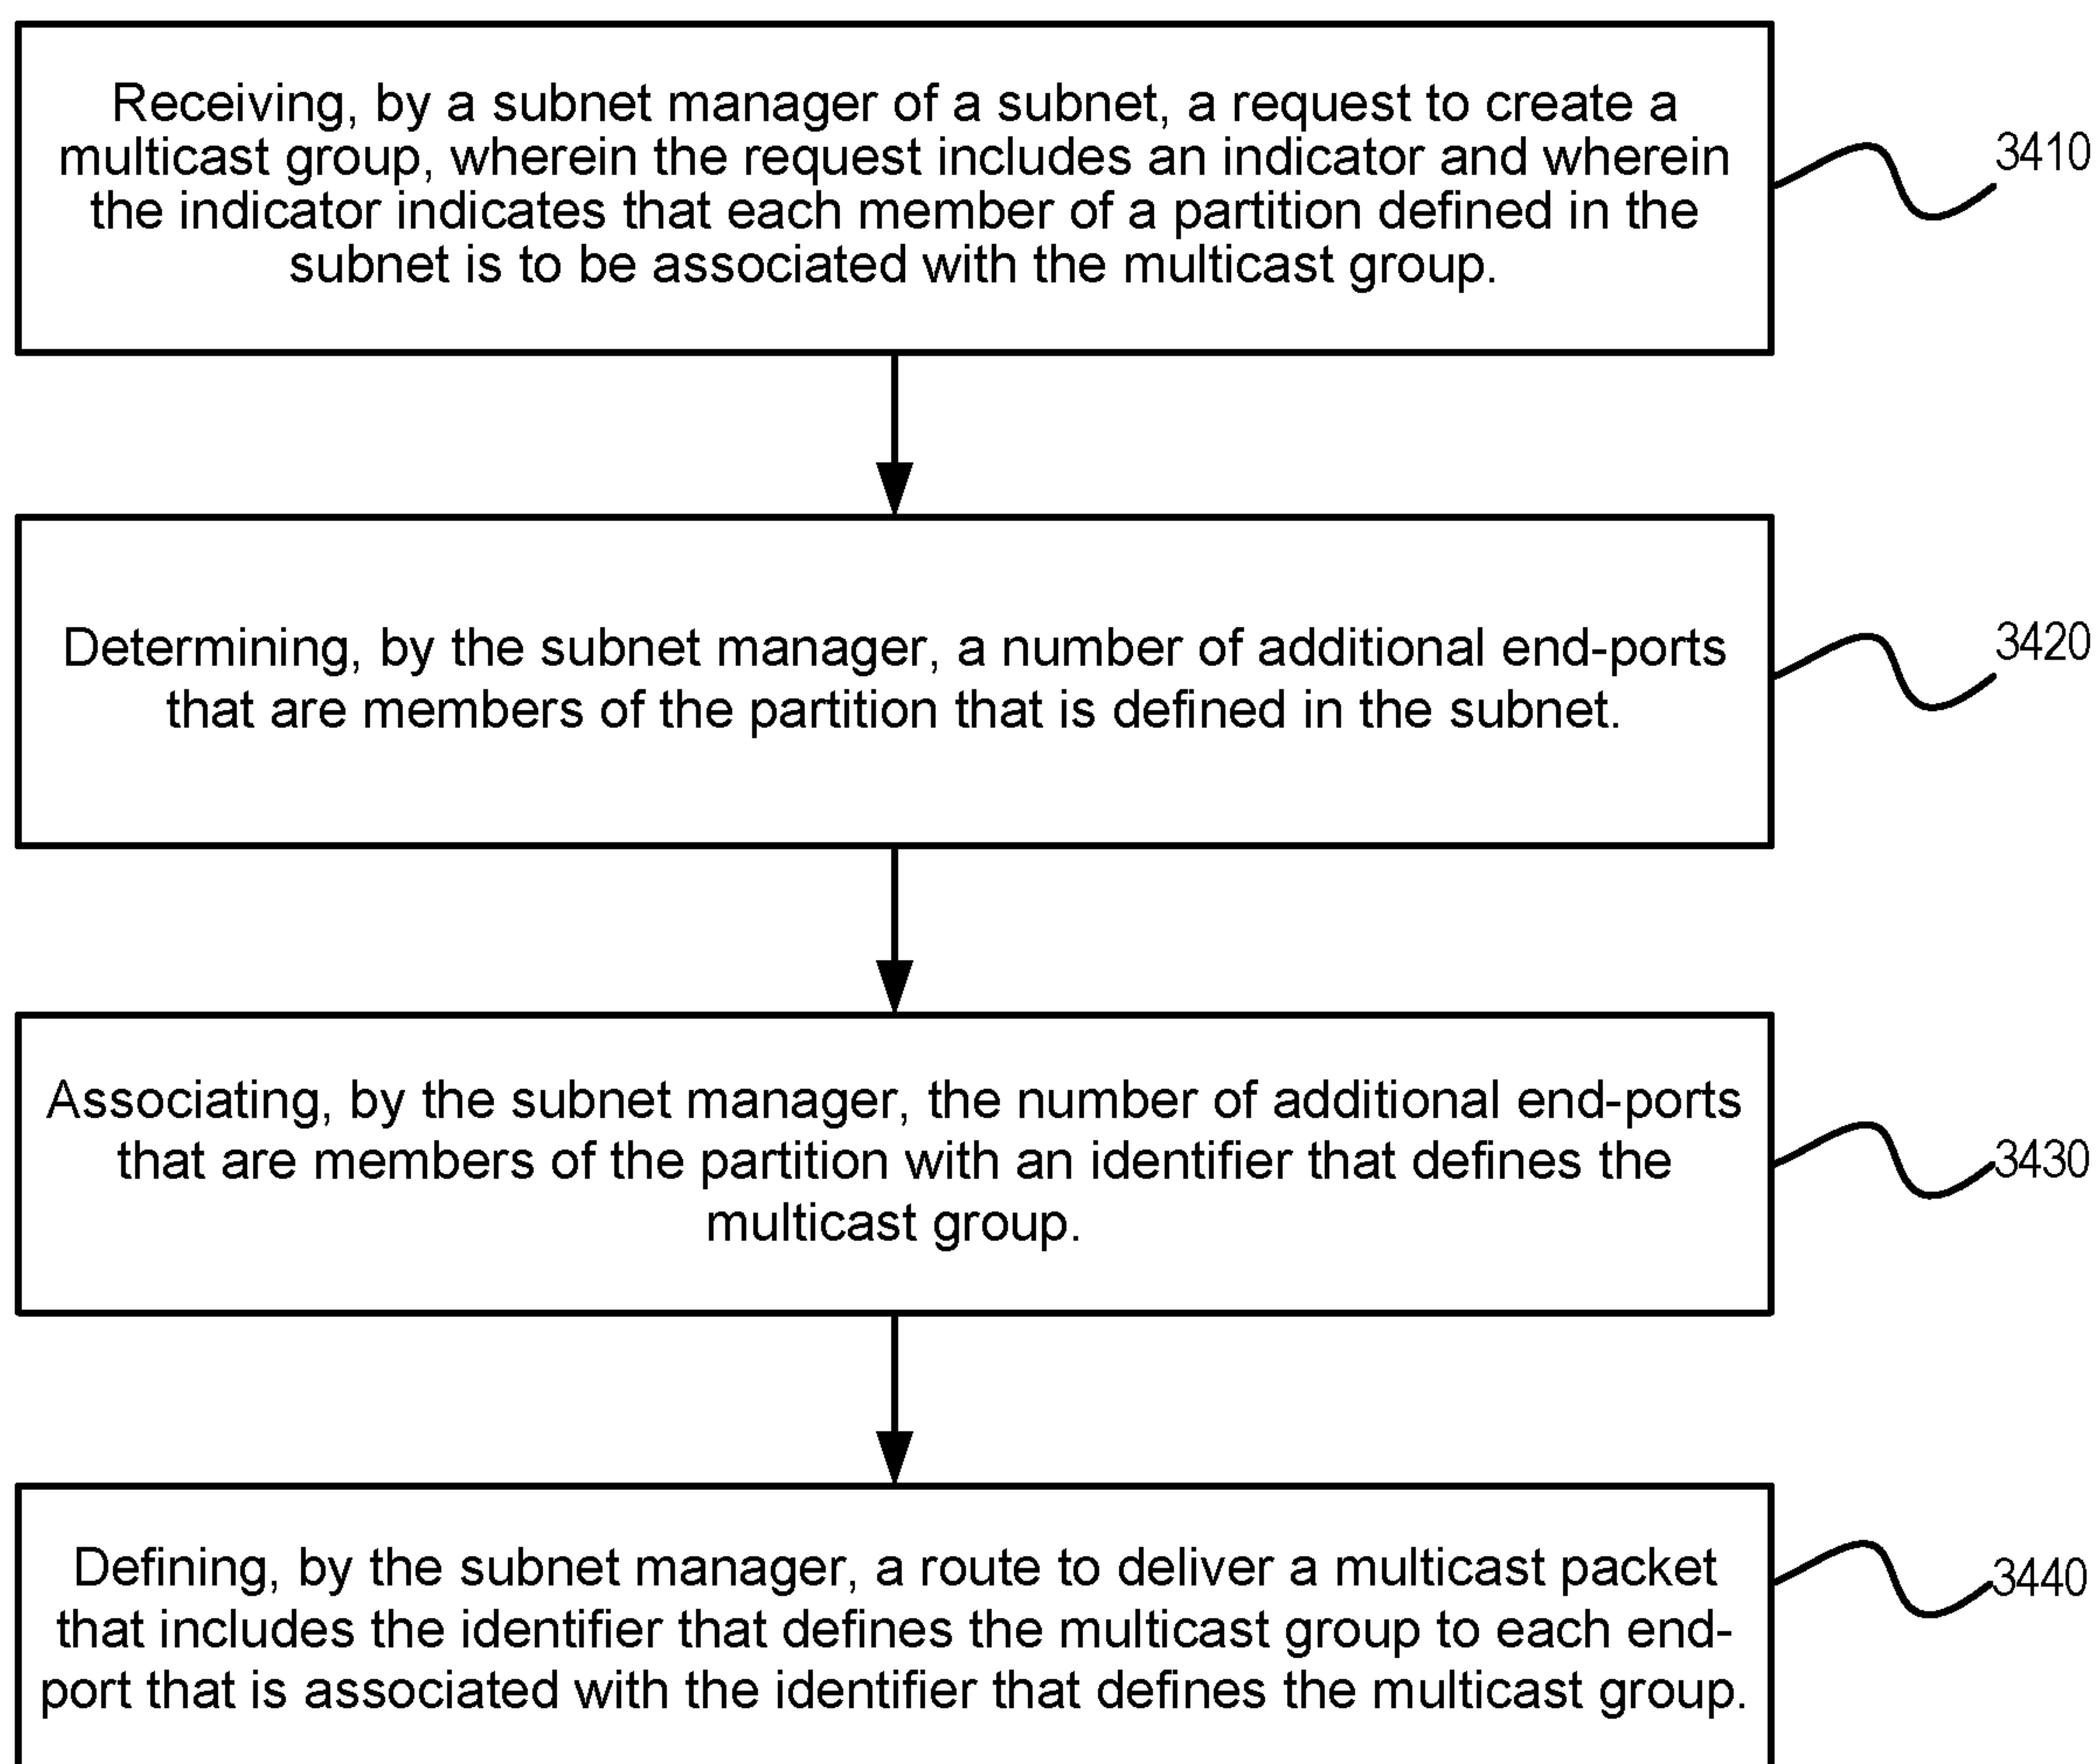 Receiving, by a subnet manager of a subnet, a request to create a
multicast group, wherein the request includes an indicator and wherein
the indicator indicates that each member of a partition defined in the
subnet is to be associated with the multicast group.
3410
Determining, by the subnet manager, a number of additional end-ports
that are members of the partition that is defined in the subnet.
3420
Associating, by the subnet manager, the number of additional end-ports
that are members of the partition with an identifier that defines the
multicast group.
3430
Defining, by the subnet manager, a route to deliver a multicast packet
that includes the identifier that defines the multicast group to each end-
port that is associated with the identifier that defines the multicast group.
3440